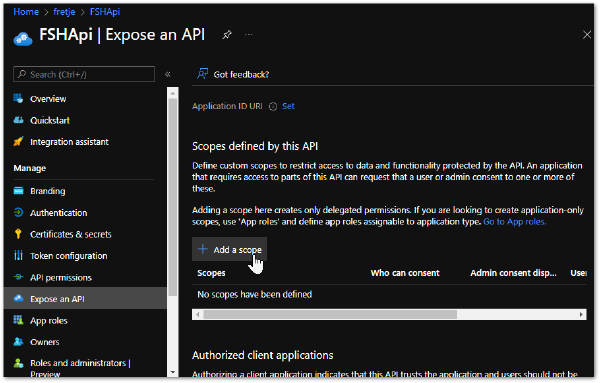 Home > fretje > FSHApi
FSHApi | Expose an API
Search (Ctrl+/)
Overview
Quickstart
Integration assistant
Manage
Branding
Authentication
Certificates & secrets
Token configuration
API permissions
Expose an API
App roles
Owners
Roles and administrators |
Preview
Got feedback?
Application ID URI Set
Scopes defined by this API
Define custom scopes to restrict access to data and functionality protected by the API. An application
that requires access to parts of this API can request that a user or admin consent to one or more of
these.
Adding a scope here creates only delegated permissions. If you are looking to create application-only
scopes, use 'App roles' and define app roles assignable to application type. Go to App roles.
Add a scope
Scopes Who can consent Admin consent disp... User
No scopes have been defined
Authorized client applications
Authorizing a client application indicates that this API trusts the application and users should not be